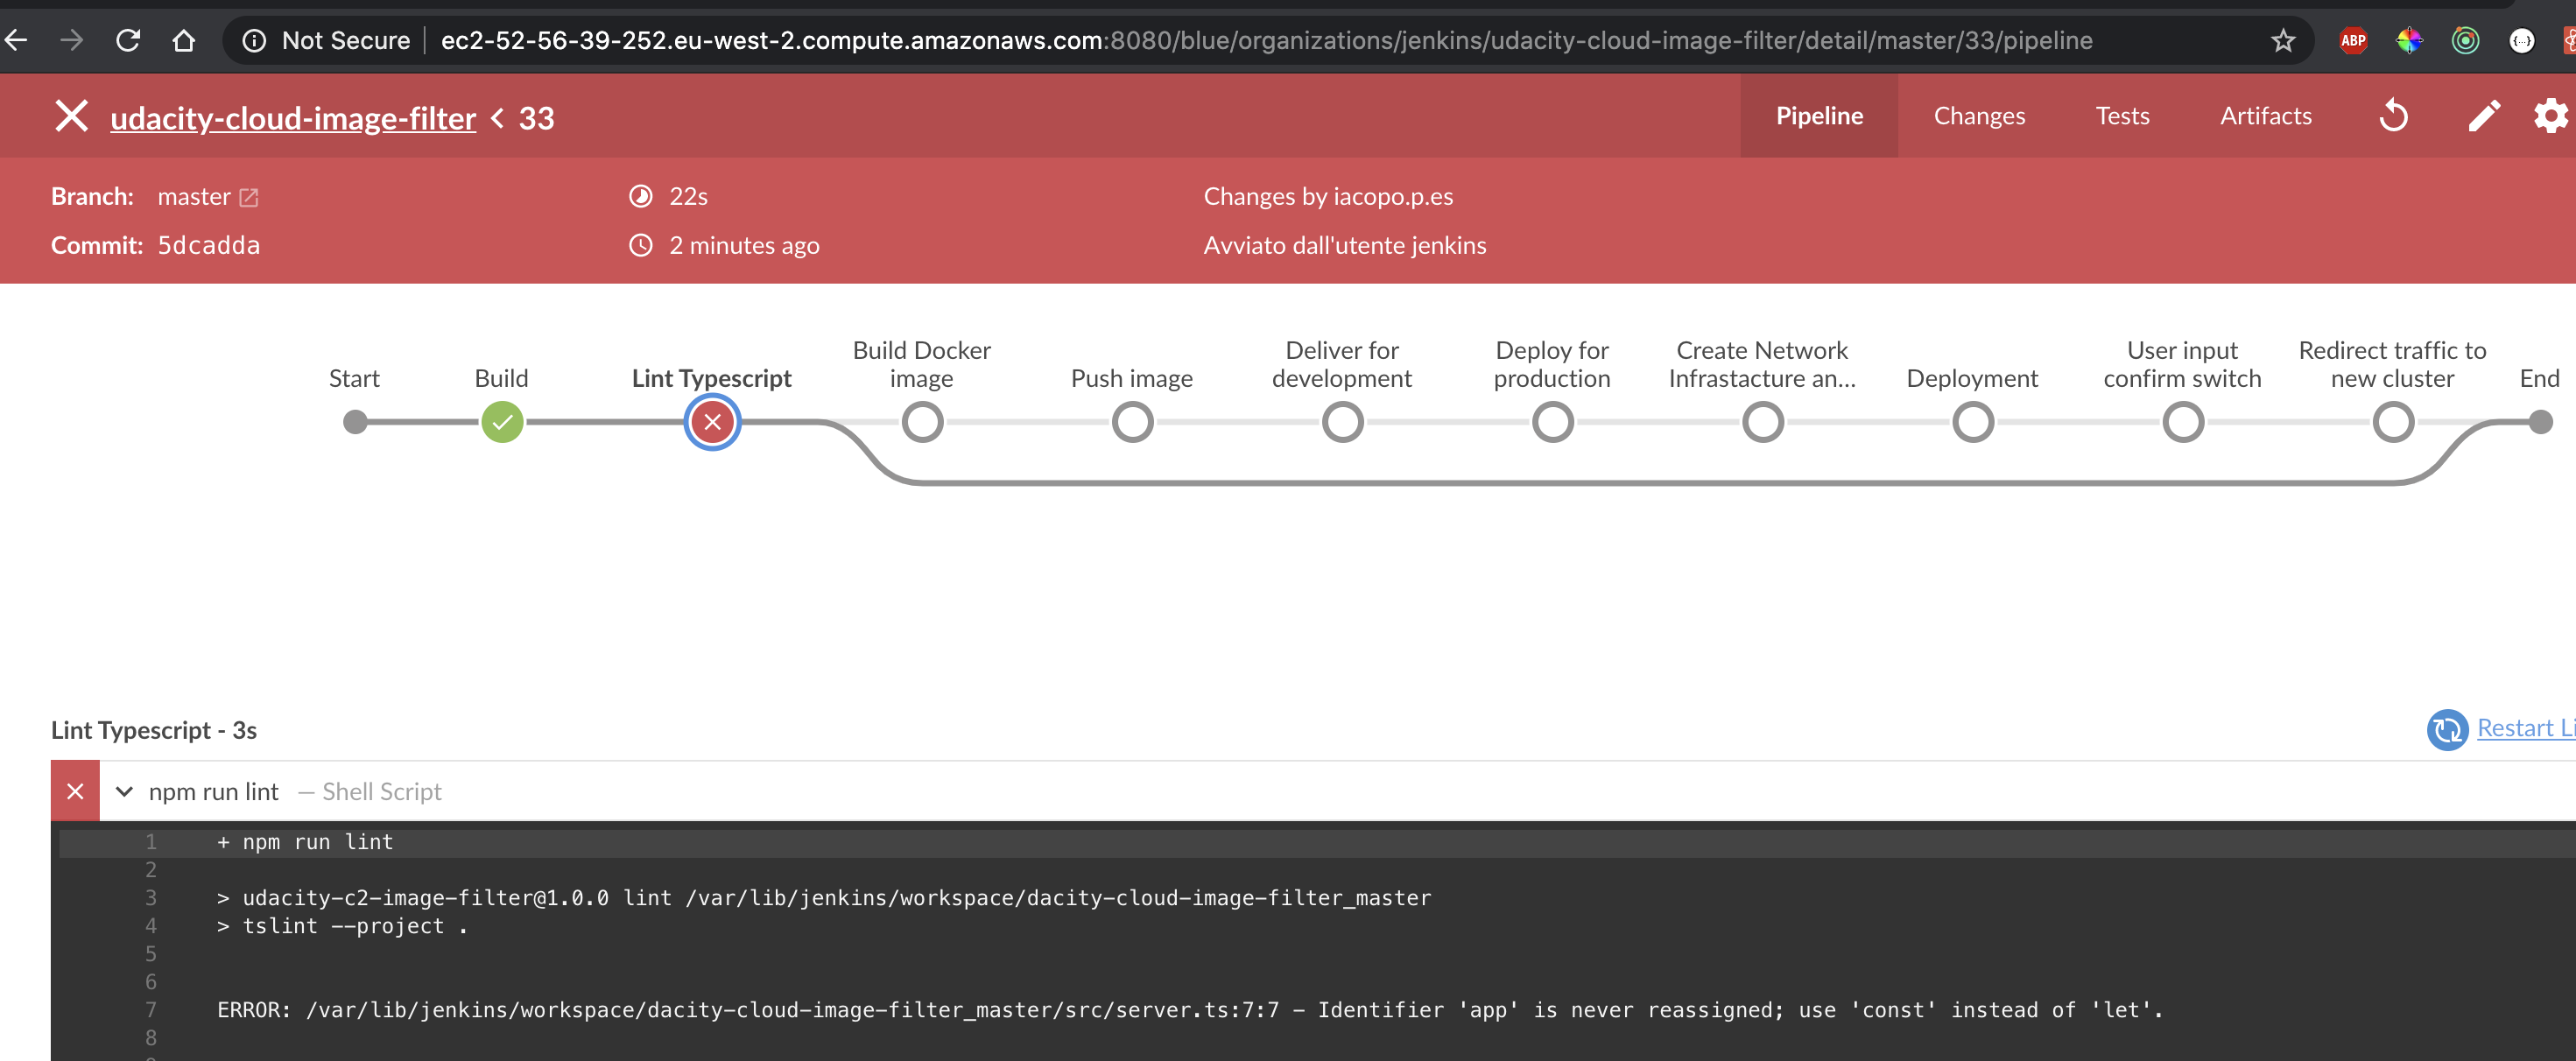 Not Secure | ec2-52-56-39-252.eu-west-2.compute.amazonaws.com:8080/blue/organizations/jenkins/udacity-cloud-image-filter/detail/master/33/pipeline
ABP
udacity-cloud-image-filter < 33
Pipeline
Changes
Tests
Artifacts
Branch: master
22s
Changes by iacopo.p.es
Commit: 5dcadda
2 minutes ago
Avviato dall'utente jenkins
Start
Build
Lint Typescript
Build Docker
image
Push image
Deliver for
development
Deploy for
production
Create Network
Infrastacture an...
Deployment
User input
confirm switch
Redirect traffic to
new cluster
End
Lint Typescript - 3s
Restart Li
npm run lint — Shell Script
1 + npm run lint
2
3 > udacity-c2-image-filter@1.0.0 lint /var/lib/jenkins/workspace/dacity-cloud-image-filter_master
4 > tslint --project .
5
6
7 ERROR: /var/lib/jenkins/workspace/dacity-cloud-image-filter_master/src/server.ts:7:7 - Identifier 'app' is never reassigned; use 'const' instead of 'let'.
8